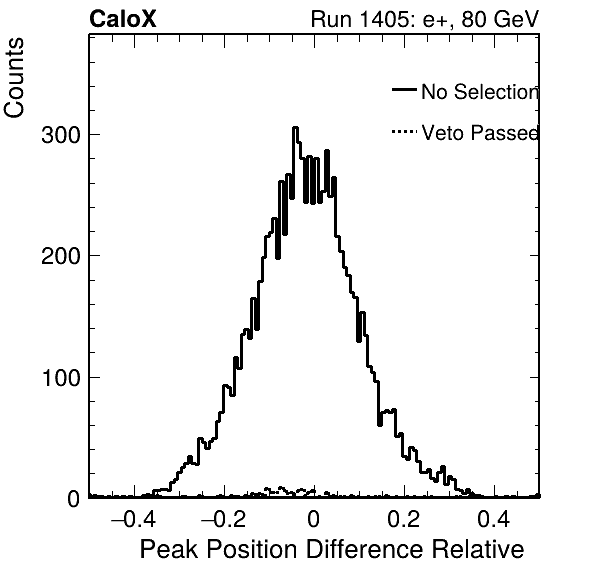 CaloX
Run 1405: e+, 80 GeV
Counts
No Selection
Veto Passed
300
200
100
0
−0.4
−0.2
0
0.2
0.4
Peak Position Difference Relative